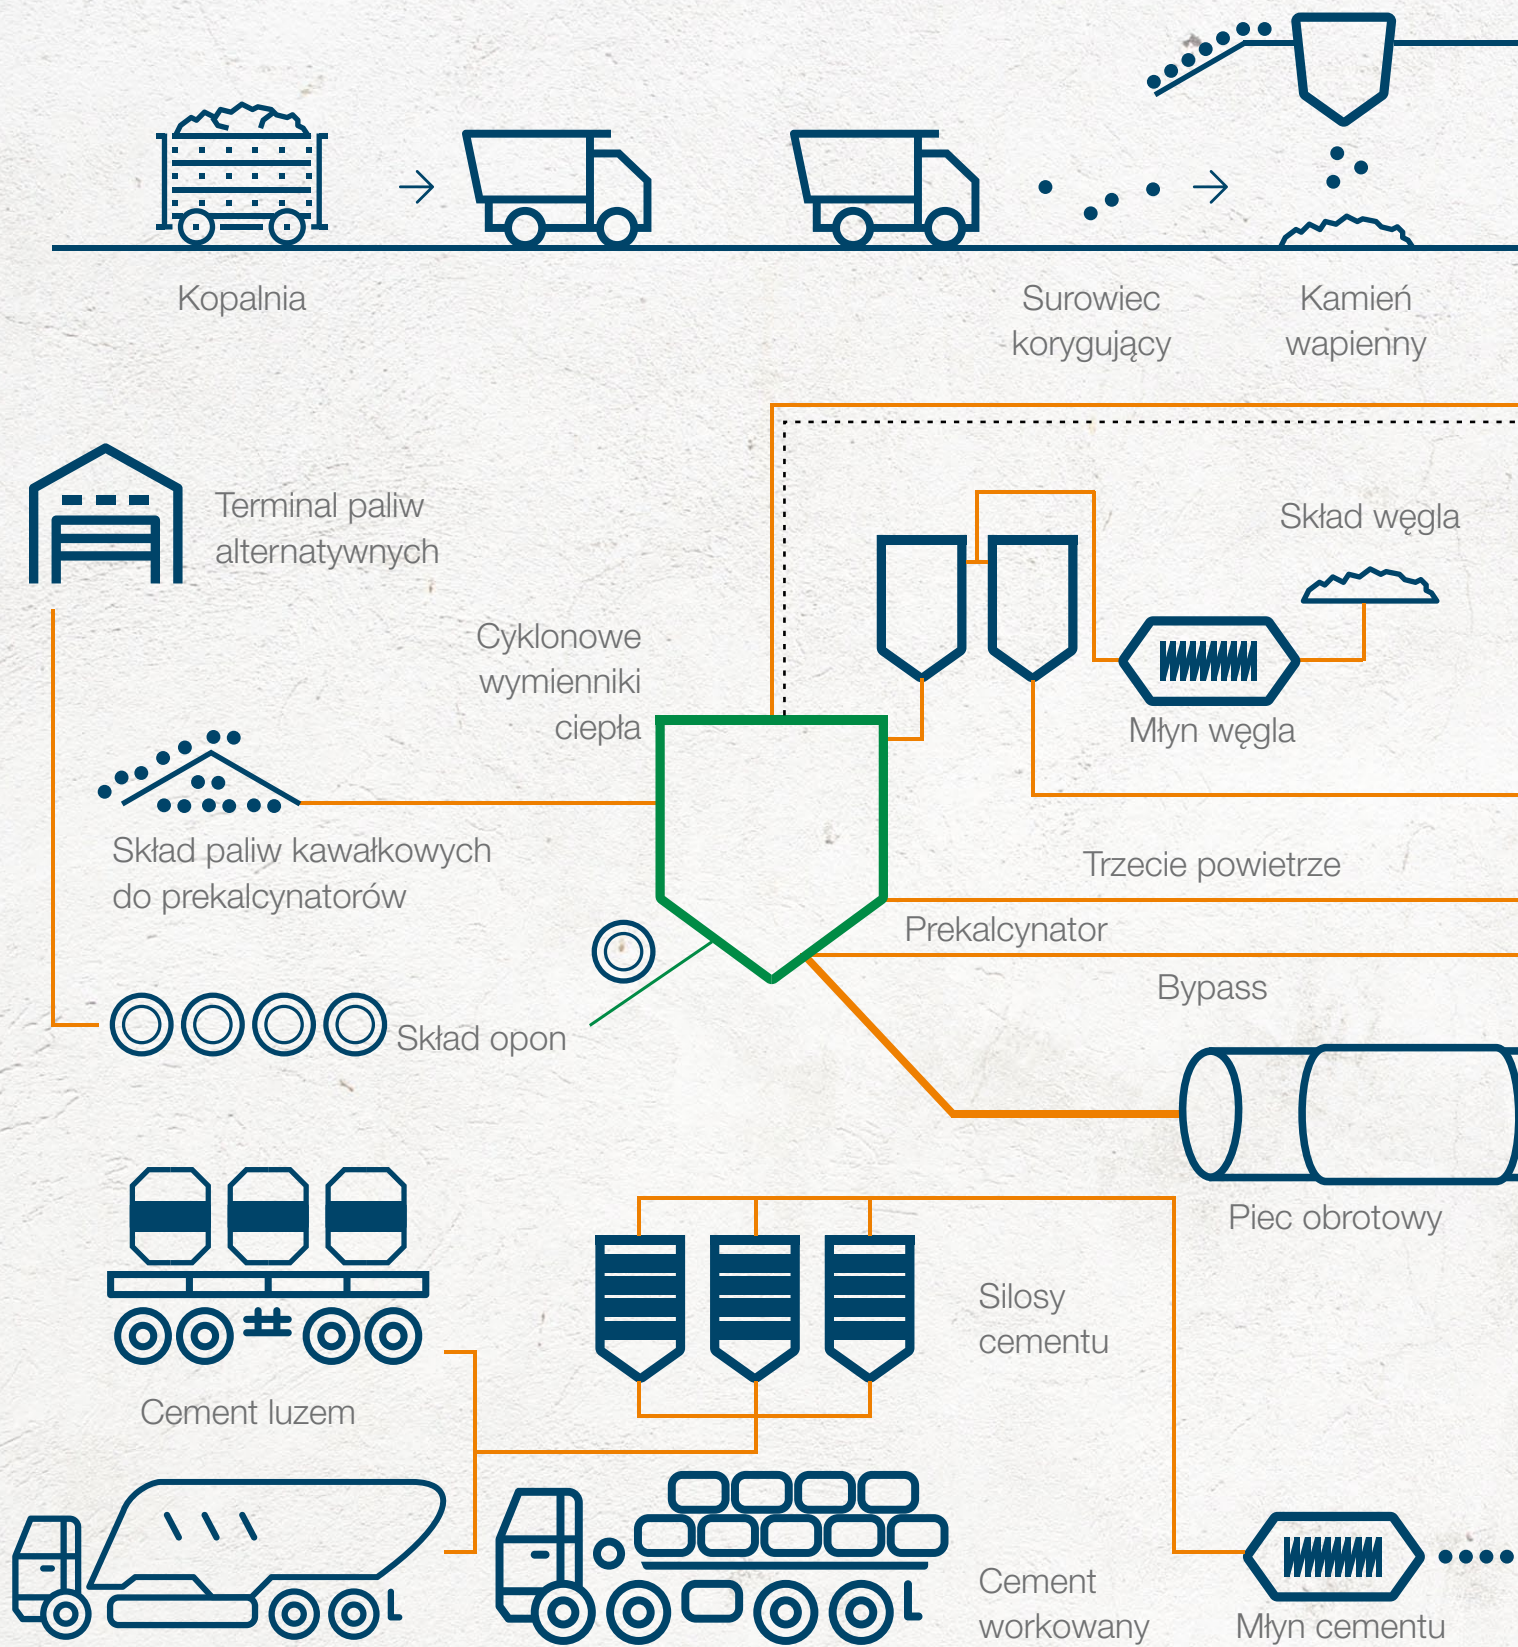 Kopalnia
Surowiec
korygujący
Kamień
wapienny
Terminal paliw
alternatywnych
Skład węgla
Cyklonowe
wymienniki
ciepła
Młyn węgla
Skład paliw kawałkowych
do prekalcynatorów
Trzecie powietrze
Prekalcynator
Bypass
Skład opon
Piec obrotowy
Silosy
cementu
Cement luzem
Cement
workowany
Młyn cementu